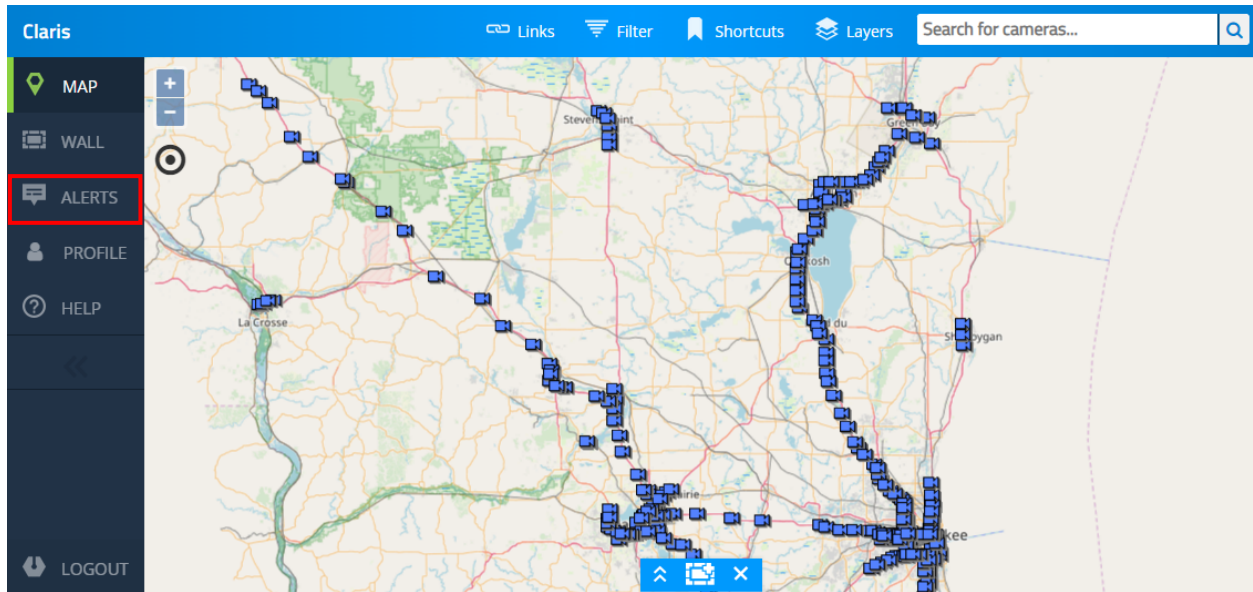 Claris
Links
Filter
Shortcuts
Layers
Search for cameras...
MAP
WALL
ALERTS
PROFILE
HELP
LOGOUT
+
-
La Crosse